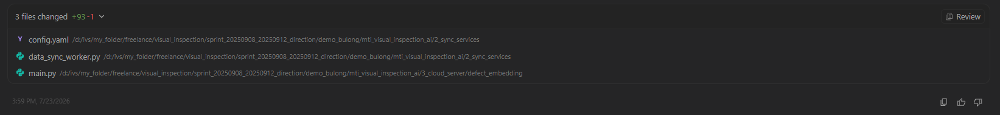 3 files changed +93 -1
Review
config.yaml /d:/ivs/my_folder/freelance/visual_inspection/sprint_20250908_20250912_direction/demo_bulong/mti_visual_inspection_ai/2_sync_services
data_sync_worker.py /d:/ivs/my_folder/freelance/visual_inspection/sprint_20250908_20250912_direction/demo_bulong/mti_visual_inspection_ai/2_sync_services
main.py /d:/ivs/my_folder/freelance/visual_inspection/sprint_20250908_20250912_direction/demo_bulong/mti_visual_inspection_ai/3_cloud_server/defect_embedding
3:59 PM, 7/23/2026